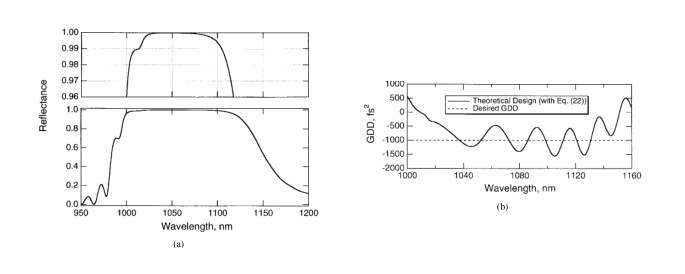 1.00
0.99
0.98
0.97
0.96
1.0
0.8
0.6
0.4
0.2
0.0
Reflectance
950 1000 1050 1100 1150 1200
Wavelength, nm
(a)
1000
500
0
-500
-1000
-1500
-2000
GDD, fs²
Theoretical Design (with Eq. (22))
Desired GDD
1000 1040 1080 1120 1160
Wavelength, nm
(b)